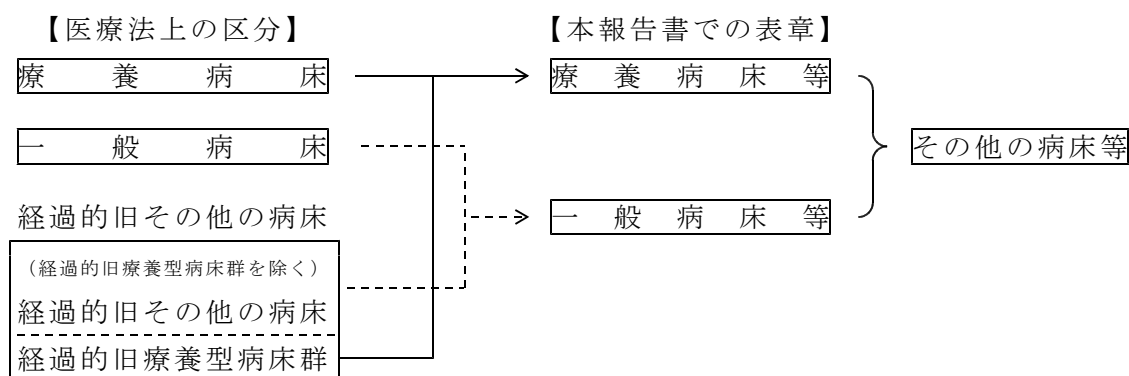 【医療法上の区分】
【本報告書での表章】
療養病床
療養病床等
一般病床
その他の病床等
経過的旧その他の病床
一般病床等
（経過的旧療養型病床群を除く）
経過的旧その他の病床
経過的旧療養型病床群